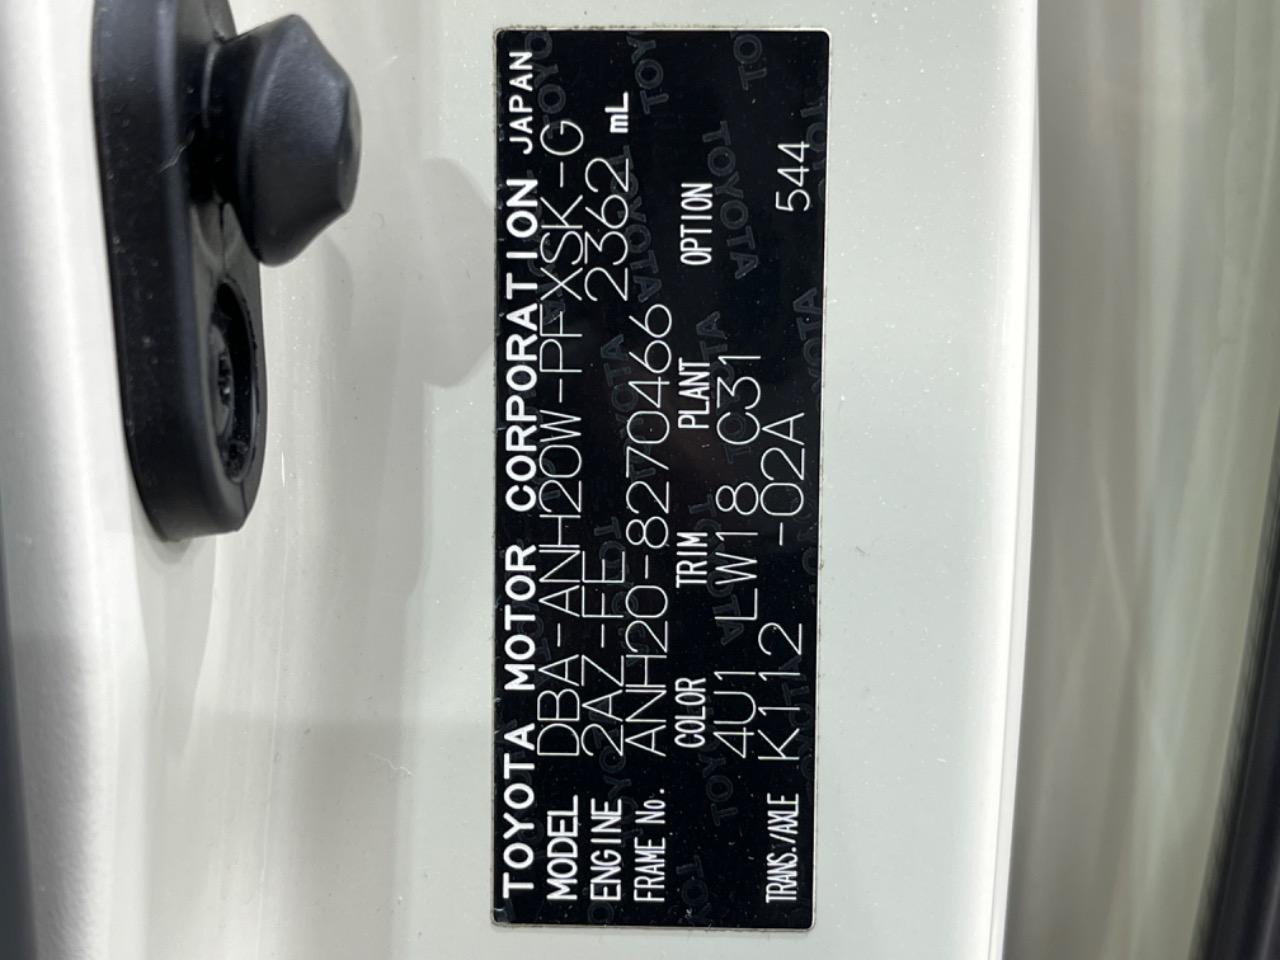 TOYOTA MOTOR CORPORATION JAPAN
MODEL DBA-ANH20W-PFXSK-G
ENGINE 2AZ-FE 2362 mL
FRAME No. ANH20-8270466
COLOR TRIM PLANT OPTION
4U1 LW18 C31
TRANS./AXLE K112 -02A 544